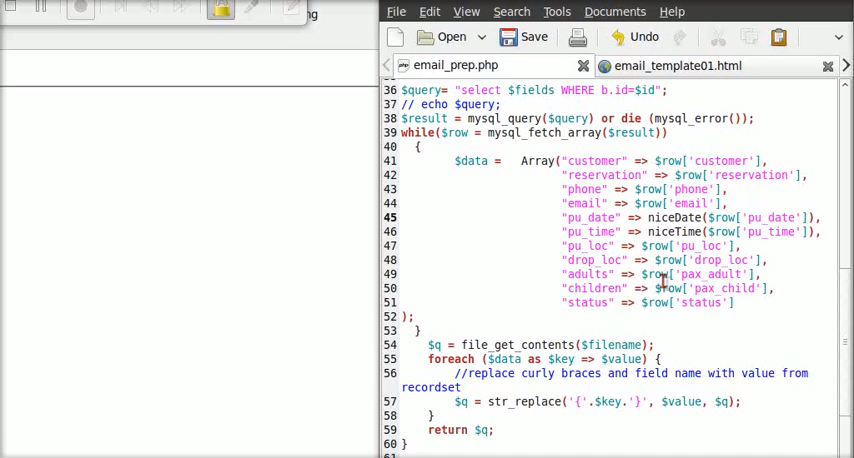 ng
File Edit View Search Tools Documents Help
Open Save Undo
email_prep.php email_template01.html
36 $query= "select $fields WHERE b.id=$id";
37 // echo $query;
38 $result = mysql_query($query) or die (mysql_error());
39 while($row = mysql_fetch_array($result))
40 {
41 $data = Array("customer" => $row['customer'],
42 "reservation" => $row['reservation'],
43 "phone" => $row['phone'],
44 "email" => $row['email'],
45 "pu_date" => niceDate($row['pu_date']),
46 "pu_time" => niceTime($row['pu_time']),
47 "pu_loc" => $row['pu_loc'],
48 "drop_loc" => $row['drop_loc'],
49 "adults" => $row['pax_adult'],
50 "children" => $row['pax_child'],
51 "status" => $row['status']
52 );
53 }
54 $q = file_get_contents($filename);
55 foreach ($data as $key => $value) {
56 //replace curly braces and field name with value from
recordset
57 $q = str_replace('{'.$key.'}', $value, $q);
58 }
59 return $q;
60 }